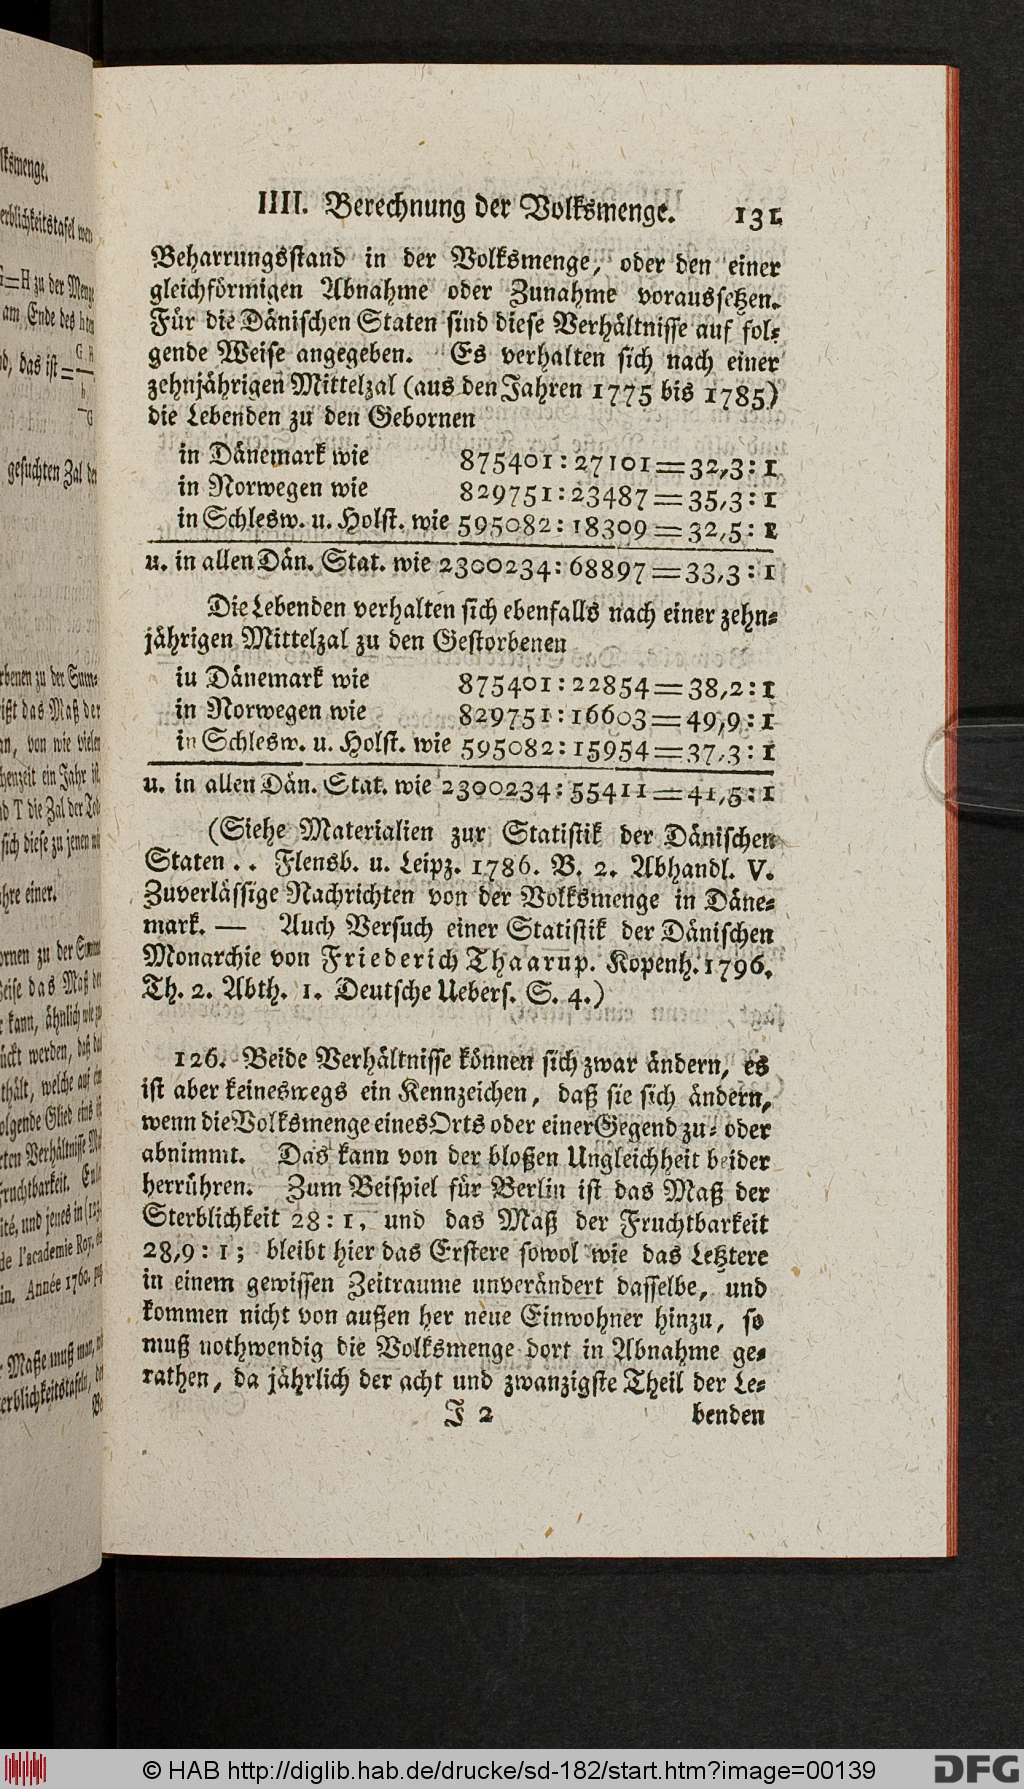 IIII. Berechnung der Volksmenge. 131
Beharrungsstand in der Volksmenge, oder den einer
gleichförmigen Abnahme oder Zunahme voraussetzen.
Für die Dänischen Staten sind diese Verhältnisse auf fol-
gende Weise angegeben. Es verhalten sich nach einer
zehnjährigen Mittelzal (aus den Jahren 1775 bis 1785)
die Lebenden zu den Gebornen
in Dänemark wie 875401 : 27101 = 32,3 : 1
in Norwegen wie 829751 : 23487 = 35,3 : 1
in Schlesw. u. Holst. wie 595082 : 18309 = 32,5 : 1
u. in allen Dän. Stat. wie 2300234 : 68897 = 33,3 : 1
Die Lebenden verhalten sich ebenfalls nach einer zehn-
jährigen Mittelzal zu den Gestorbenen
iu Dänemark wie 875401 : 22854 = 38,2 : 1
in Norwegen wie 829751 : 16603 = 49,9 : 1
in Schlesw. u. Holst. wie 595082 : 15954 = 37,3 : 1
u. in allen Dän. Stat. wie 2300234 : 55411 = 41,5 : 1
(Siehe Materialien zur Statistik der Dänischen
Staten . . Flensb. u. Leipz. 1786. B. 2. Abhandl. V.
Zuverlässige Nachrichten von der Volksmenge in Däne-
mark. — Auch Versuch einer Statistik der Dänischen
Monarchie von Friederich Thaarup. Kopenh. 1796.
Th. 2. Abth. 1. Deutsche Uebers. S. 4.)
126. Beide Verhältnisse können sich zwar ändern, es
ist aber keineswegs ein Kennzeichen, daß sie sich ändern,
wenn die Volksmenge eines Orts oder einer Gegend zu- oder
abnimmt. Das kann von der bloßen Ungleichheit beider
herrühren. Zum Beispiel für Berlin ist das Maß der
Sterblichkeit 28 : 1, und das Maß der Fruchtbarkeit
28,9 : 1; bleibt hier das Erstere sowol wie das Letztere
in einem gewissen Zeitraume unverändert dasselbe, und
kommen nicht von außen her neue Einwohner hinzu, so
muß nothwendig die Volksmenge dort in Abnahme ge-
rathen, da jährlich der acht und zwanzigste Theil der Le-
J 2 benden
© HAB http://diglib.hab.de/drucke/sd-182/start.htm?image=00139
DFG